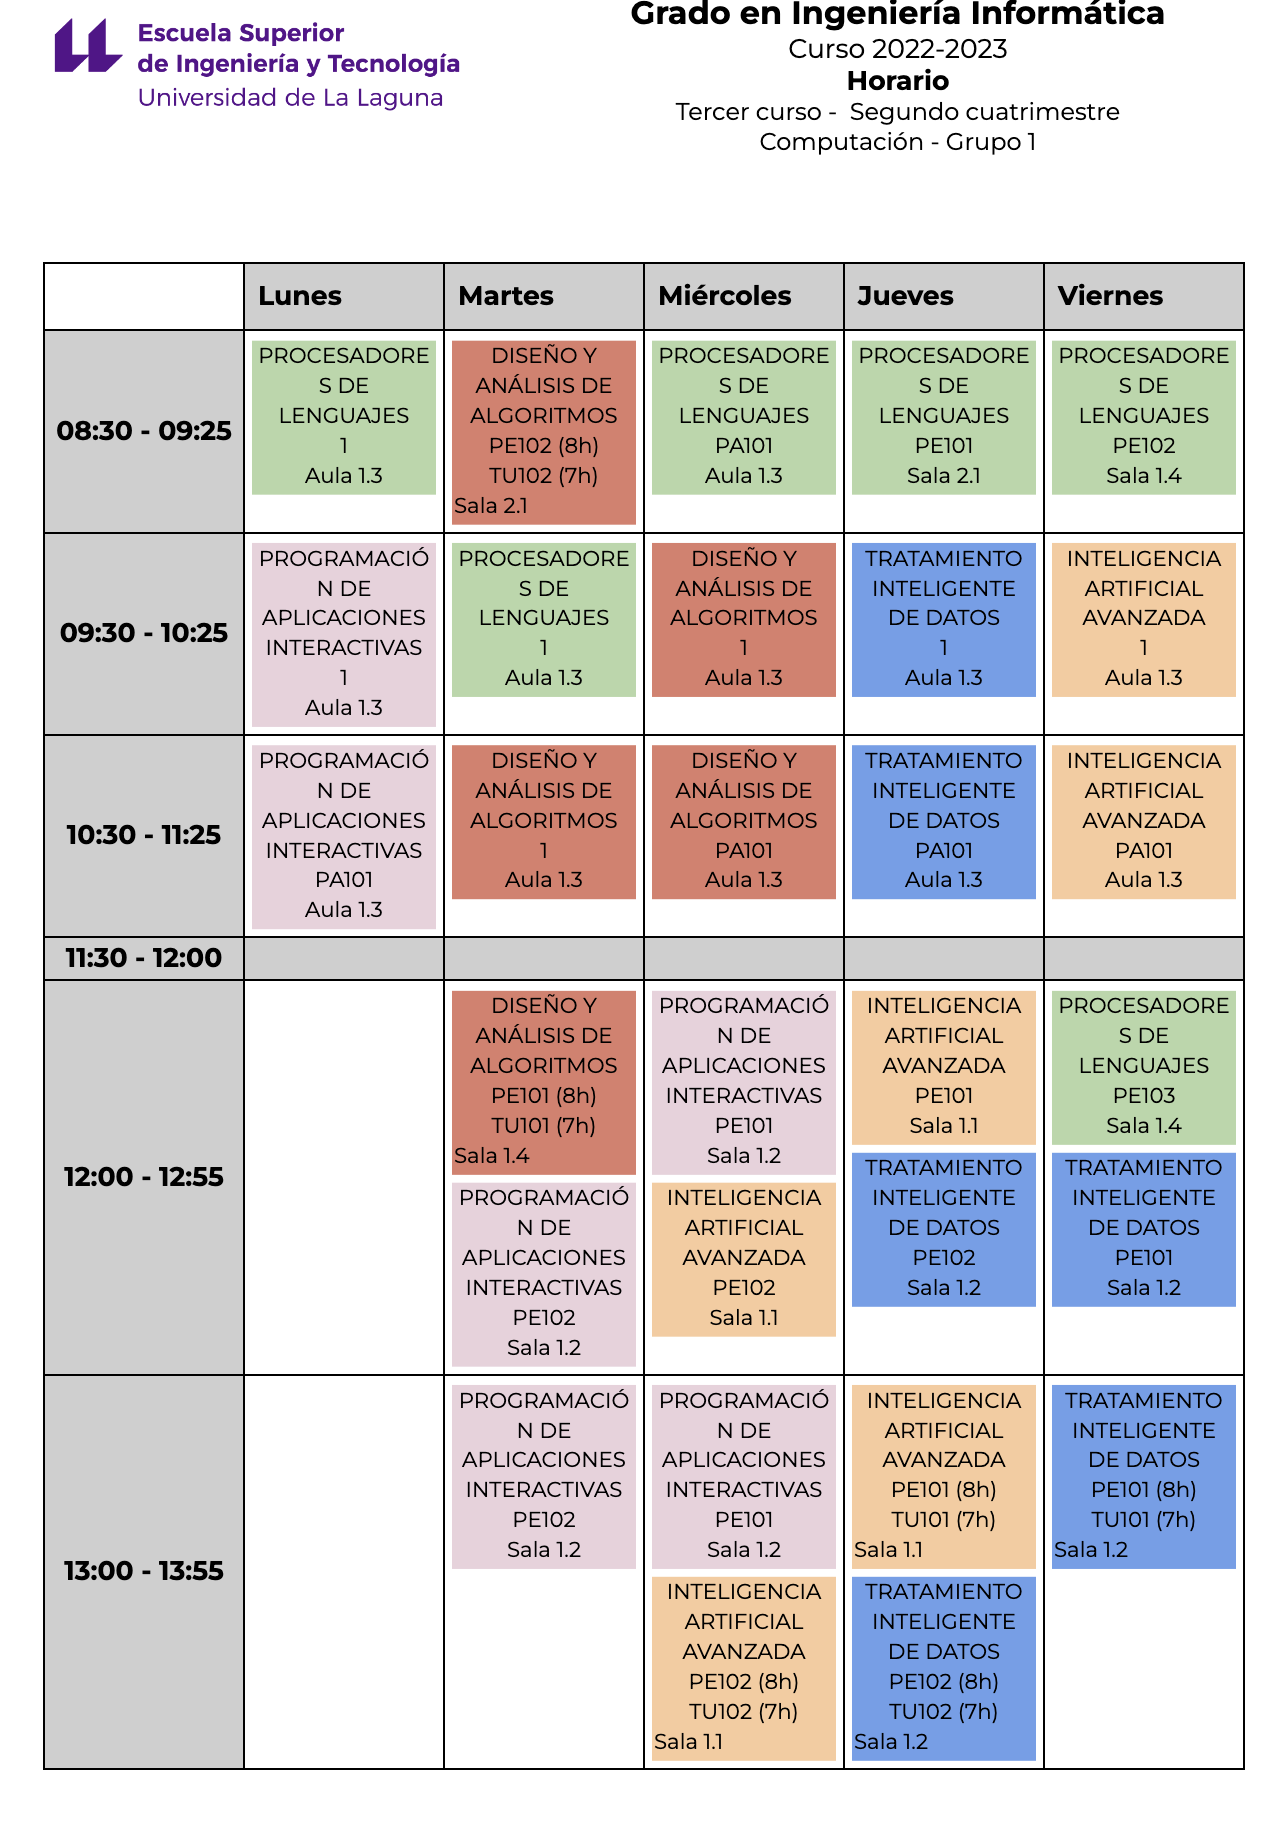 Escuela Superior
de Ingeniería y Tecnología
Universidad de La Laguna
Grado en Ingeniería Informática
Curso 2022-2023
Horario
Tercer curso - Segundo cuatrimestre
Computación - Grupo 1
Lunes
Martes
Miércoles
Jueves
Viernes
08:30 - 09:25
PROCESADORE
S DE
LENGUAJES
1
Aula 1.3
DISEÑO Y
ANÁLISIS DE
ALGORITMOS
PE102 (8h)
TU102 (7h)
Sala 2.1
PROCESADORE
S DE
LENGUAJES
PA101
Aula 1.3
PROCESADORE
S DE
LENGUAJES
PE101
Sala 2.1
PROCESADORE
S DE
LENGUAJES
PE102
Sala 1.4
09:30 - 10:25
PROGRAMACIÓ
N DE
APLICACIONES
INTERACTIVAS
1
Aula 1.3
PROCESADORE
S DE
LENGUAJES
1
Aula 1.3
DISEÑO Y
ANÁLISIS DE
ALGORITMOS
1
Aula 1.3
TRATAMIENTO
INTELIGENTE
DE DATOS
1
Aula 1.3
INTELIGENCIA
ARTIFICIAL
AVANZADA
1
Aula 1.3
10:30 - 11:25
PROGRAMACIÓ
N DE
APLICACIONES
INTERACTIVAS
PA101
Aula 1.3
DISEÑO Y
ANÁLISIS DE
ALGORITMOS
1
Aula 1.3
DISEÑO Y
ANÁLISIS DE
ALGORITMOS
PA101
Aula 1.3
TRATAMIENTO
INTELIGENTE
DE DATOS
PA101
Aula 1.3
INTELIGENCIA
ARTIFICIAL
AVANZADA
PA101
Aula 1.3
11:30 - 12:00
12:00 - 12:55
DISEÑO Y
ANÁLISIS DE
ALGORITMOS
PE101 (8h)
TU101 (7h)
Sala 1.4
PROGRAMACIÓ
N DE
APLICACIONES
INTERACTIVAS
PE102
Sala 1.2
PROGRAMACIÓ
N DE
APLICACIONES
INTERACTIVAS
PE101
Sala 1.2
INTELIGENCIA
ARTIFICIAL
AVANZADA
PE102
Sala 1.1
INTELIGENCIA
ARTIFICIAL
AVANZADA
PE101
Sala 1.1
TRATAMIENTO
INTELIGENTE
DE DATOS
PE102
Sala 1.2
PROCESADORE
S DE
LENGUAJES
PE103
Sala 1.4
TRATAMIENTO
INTELIGENTE
DE DATOS
PE101
Sala 1.2
13:00 - 13:55
PROGRAMACIÓ
N DE
APLICACIONES
INTERACTIVAS
PE102
Sala 1.2
PROGRAMACIÓ
N DE
APLICACIONES
INTERACTIVAS
PE101
Sala 1.2
INTELIGENCIA
ARTIFICIAL
AVANZADA
PE102 (8h)
TU102 (7h)
Sala 1.1
INTELIGENCIA
ARTIFICIAL
AVANZADA
PE101 (8h)
TU101 (7h)
Sala 1.1
TRATAMIENTO
INTELIGENTE
DE DATOS
PE102 (8h)
TU102 (7h)
Sala 1.2
TRATAMIENTO
INTELIGENTE
DE DATOS
PE101 (8h)
TU101 (7h)
Sala 1.2